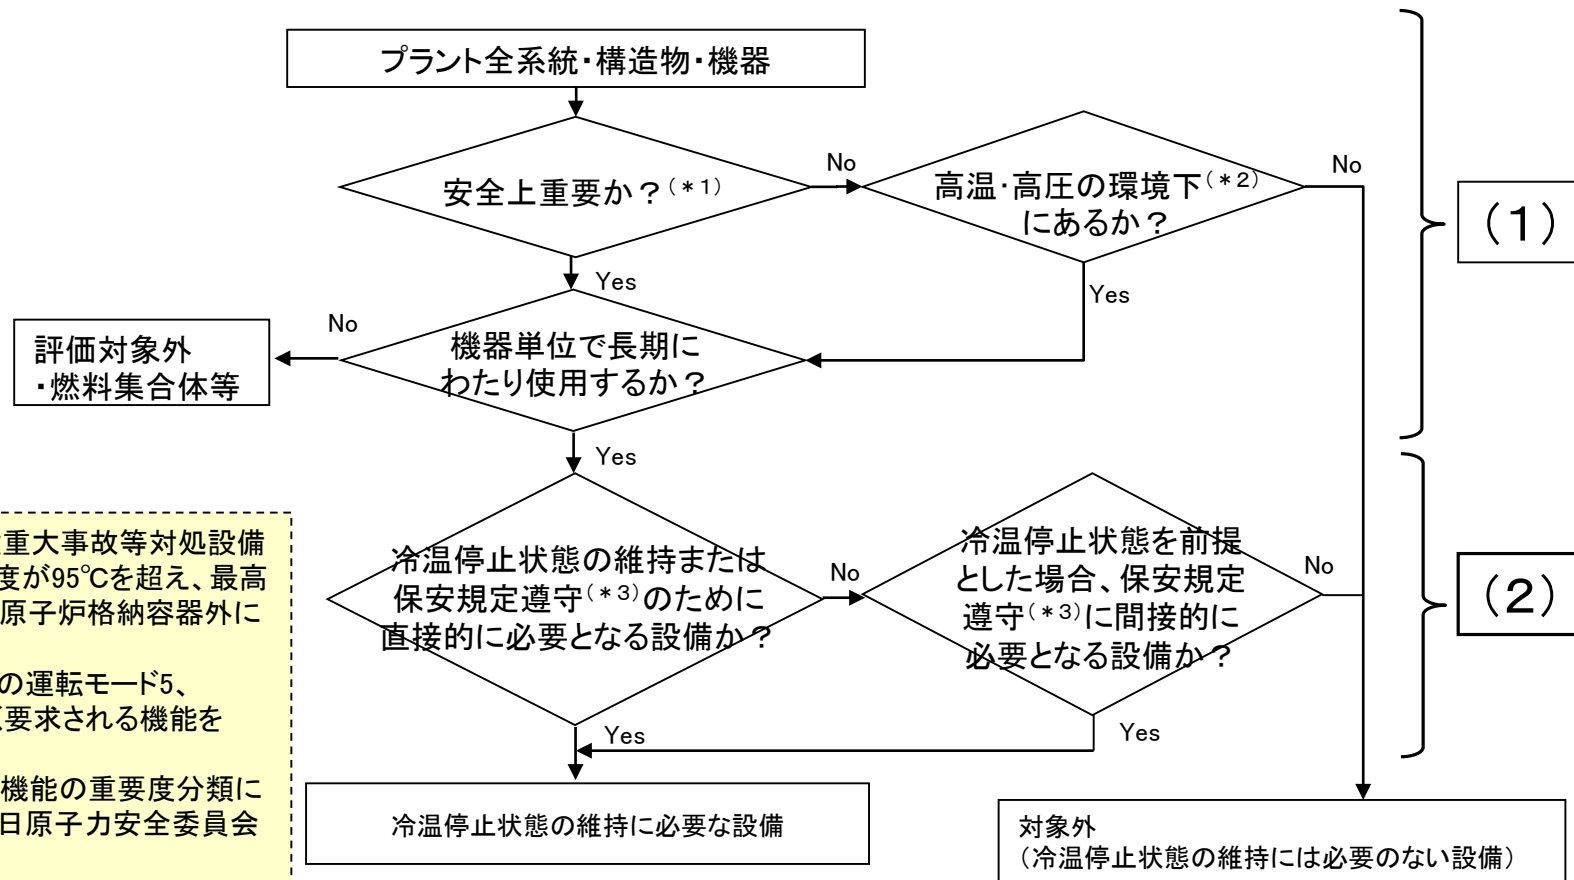 プラント全系統・構造物・機器
安全上重要か？（＊1）
No
高温・高圧の環境下（＊2）
にあるか？
No
（1）
Yes
Yes
機器単位で長期に
わたり使用するか？
No
評価対象外
・燃料集合体等
Yes
冷温停止状態の維持または
保安規定遵守（＊3）のために
直接的に必要となる設備か？
No
冷温停止状態を前提
とした場合、保安規定
遵守（＊3）に間接的に
必要となる設備か？
No
（2）
Yes
Yes
冷温停止状態の維持に必要な設備
対象外
（冷温停止状態の維持には必要のない設備）
重大事故等対処設備
度が95℃を超え、最高
原子炉格納容器外に
の運転モード5、
要求される機能を
機能の重要度分類に
日原子力安全委員会